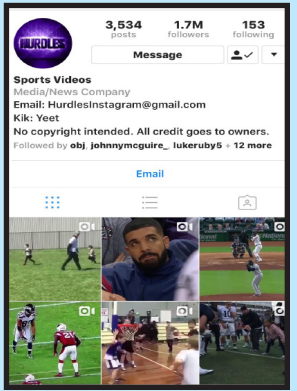 HURDLES
3,534 1.7M 153
posts followers following
Message
Sports Videos
Media/News Company
Email: HurdlesInstagram@gmail.com
Kik: Yeet
No copyright intended. All credit goes to owners.
Followed by obj, johnnymcguire_, lukeruby5 + 12 more
Email